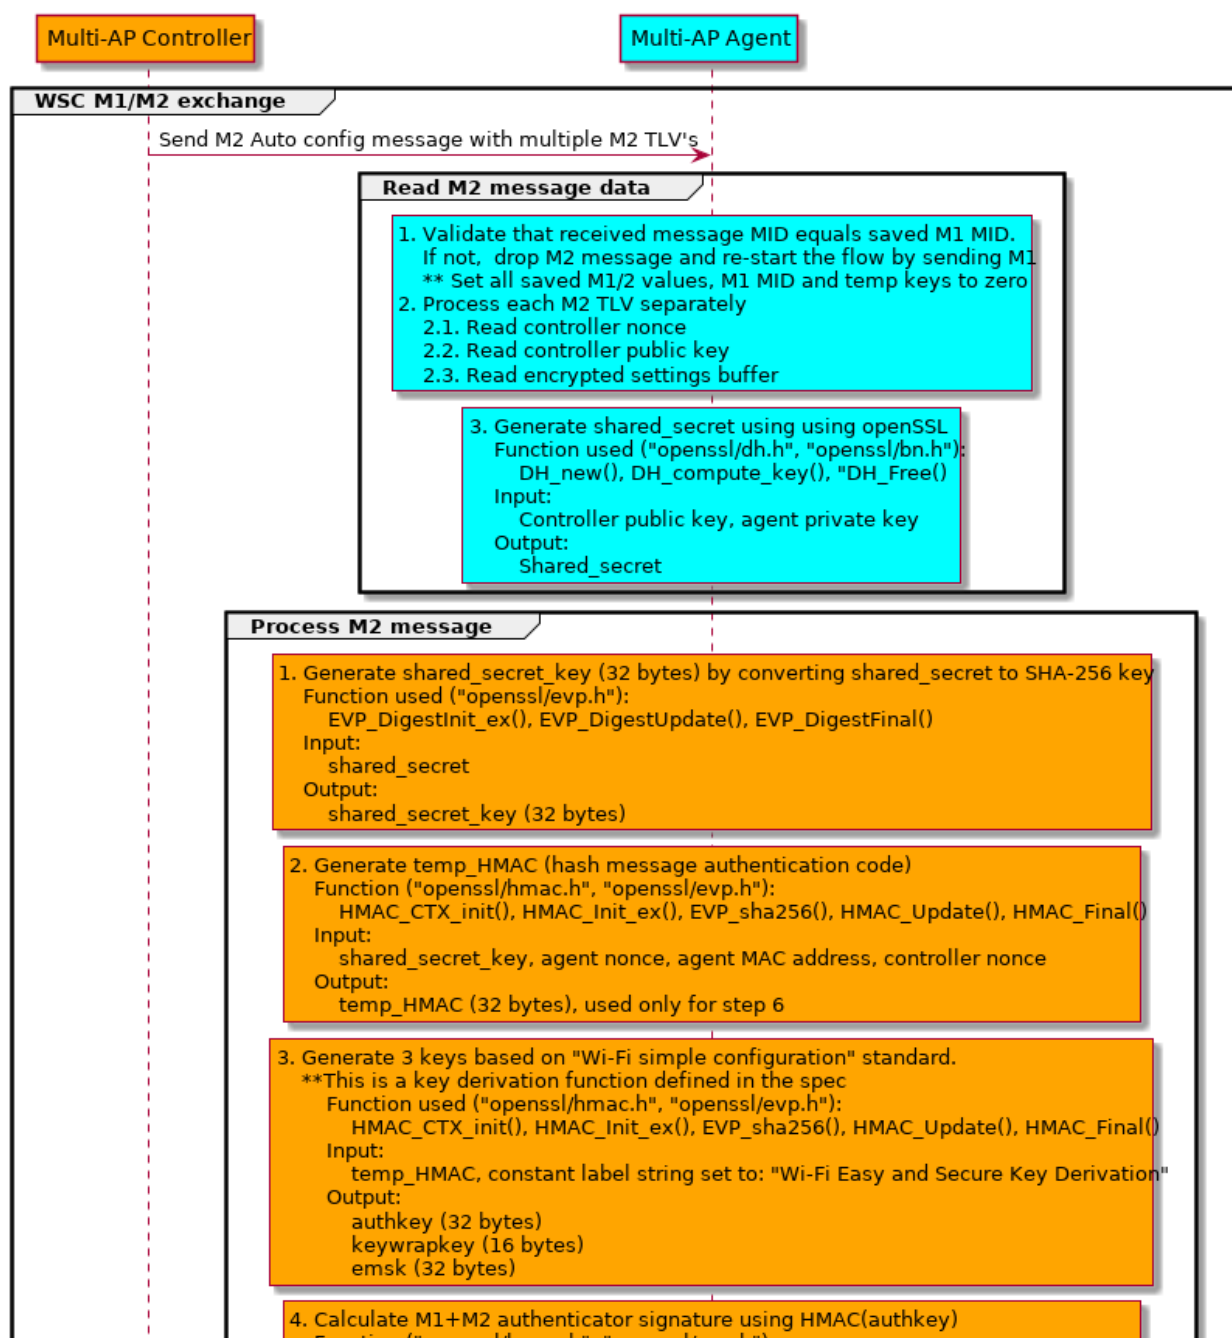 Multi-AP Controller
Multi-AP Agent
WSC M1/M2 exchange
Send M2 Auto config message with multiple M2 TLV's
Read M2 message data
1. Validate that received message MID equals saved M1 MID.
If not,  drop M2 message and re-start the flow by sending M1
** Set all saved M1/2 values, M1 MID and temp keys to zero
2. Process each M2 TLV separately
2.1. Read controller nonce
2.2. Read controller public key
2.3. Read encrypted settings buffer
3. Generate shared_secret using using openSSL
Function used ("openssl/dh.h", "openssl/bn.h"):
DH_new(), DH_compute_key(), "DH_Free()
Input:
Controller public key, agent private key
Output:
Shared_secret
Process M2 message
1. Generate shared_secret_key (32 bytes) by converting shared_secret to SHA-256 key
Function used ("openssl/evp.h"):
EVP_DigestInit_ex(), EVP_DigestUpdate(), EVP_DigestFinal()
Input:
shared_secret
Output:
shared_secret_key (32 bytes)
2. Generate temp_HMAC (hash message authentication code)
Function ("openssl/hmac.h", "openssl/evp.h"):
HMAC_CTX_init(), HMAC_Init_ex(), EVP_sha256(), HMAC_Update(), HMAC_Final()
Input:
shared_secret_key, agent nonce, agent MAC address, controller nonce
Output:
temp_HMAC (32 bytes), used only for step 6
3. Generate 3 keys based on "Wi-Fi simple configuration" standard.
**This is a key derivation function defined in the spec
Function used ("openssl/hmac.h", "openssl/evp.h"):
HMAC_CTX_init(), HMAC_Init_ex(), EVP_sha256(), HMAC_Update(), HMAC_Final()
Input:
temp_HMAC, constant label string set to: "Wi-Fi Easy and Secure Key Derivation"
Output:
authkey (32 bytes)
keywrapkey (16 bytes)
emsk (32 bytes)
4. Calculate M1+M2 authenticator signature using HMAC(authkey)